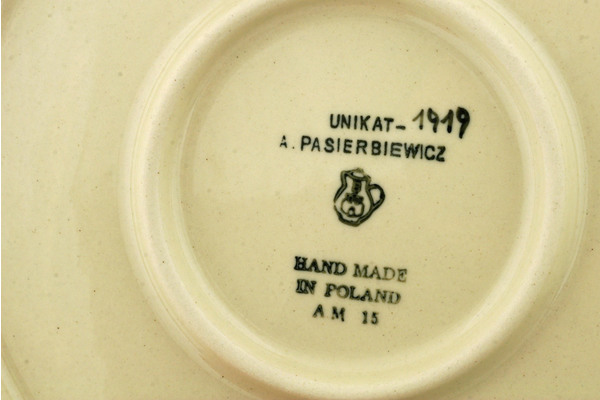 UNIKAT-1919
A. PASIERBIEWICZ
HAND MADE
IN POLAND
AM 15